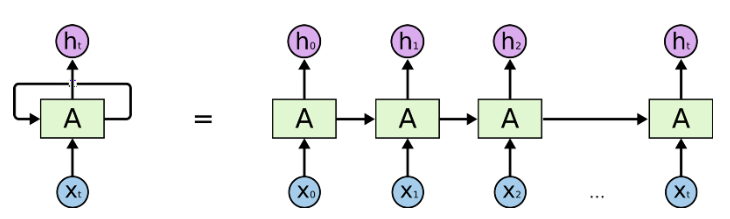 hₜ h₀ h₁ h₂ hₜ
A = A A A A
xₜ x₀ x₁ x₂ ... xₜ